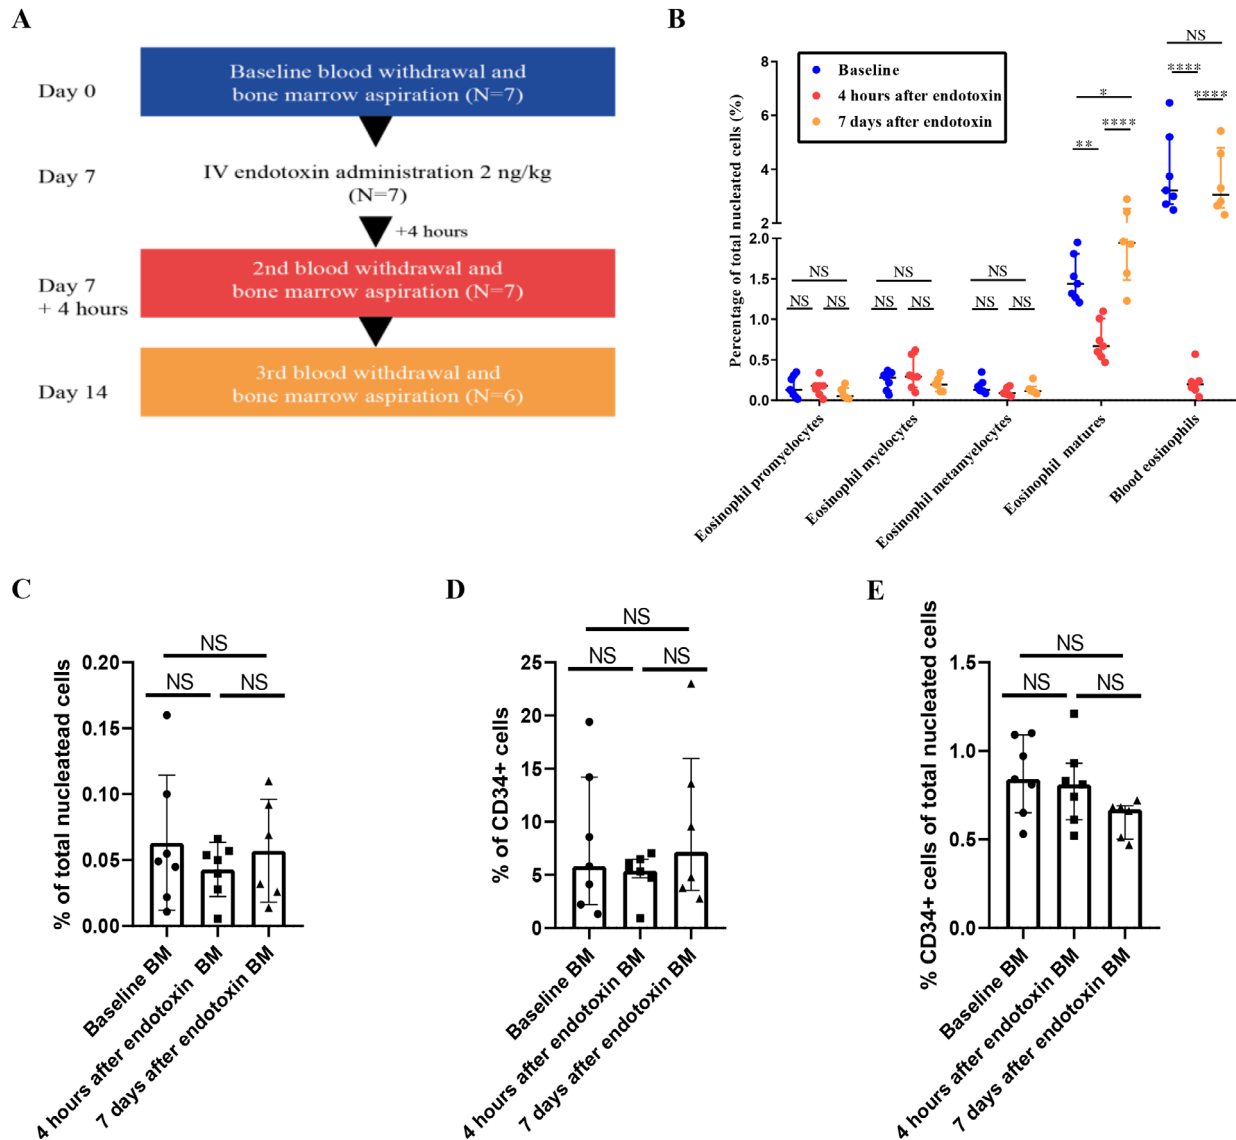 A
Day 0
Baseline blood withdrawal and
bone marrow aspiration (N=7)
Day 7
IV endotoxin administration 2 ng/kg
(N=7)
+4 hours
Day 7
+ 4 hours
2nd blood withdrawal and
bone marrow aspiration (N=7)
Day 14
3rd blood withdrawal and
bone marrow aspiration (N=6)
B
Percentage of total nucleated cells (%)
8
6
4
2
2.0
1.5
1.0
0.5
0.0
Baseline
4 hours after endotoxin
7 days after endotoxin
NS
NS NS
NS
NS NS
NS
NS NS
*
** ****
NS
****
****
Eosinophil promyelocytes
Eosinophil myelocytes
Eosinophil metamyelocytes
Eosinophil matures
Blood eosinophils
C
% of total nucleatead cells
0.20
0.15
0.10
0.05
0.00
NS
NS NS
Baseline BM
4 hours after endotoxin BM
7 days after endotoxin BM
D
% of CD34+ cells
25
20
15
10
5
0
NS
NS NS
Baseline BM
4 hours after endotoxin BM
7 days after endotoxin BM
E
% CD34+ cells of total nucleated cells
1.5
1.0
0.5
0.0
NS
NS NS
Baseline BM
4 hours after endotoxin BM
7 days after endotoxin BM